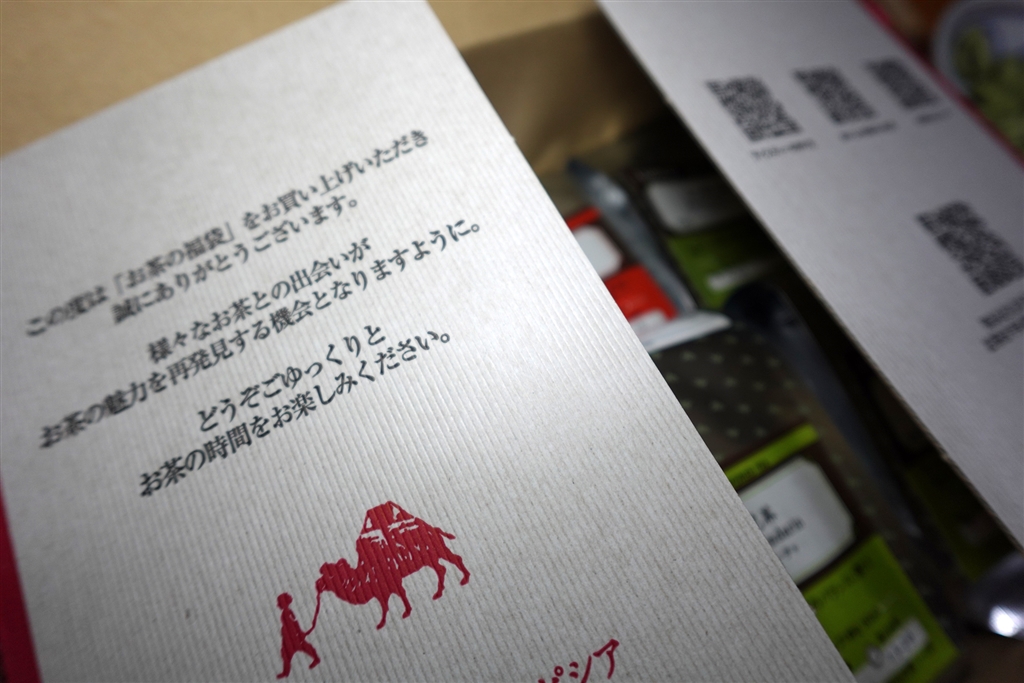 この度は「お茶の福袋」をお買い上げいただき
誠にありがとうございます。
様々なお茶との出会いが
お茶の魅力を再発見する機会となりますように。
どうぞごゆっくりと
お茶の時間をお楽しみください。
ピシア